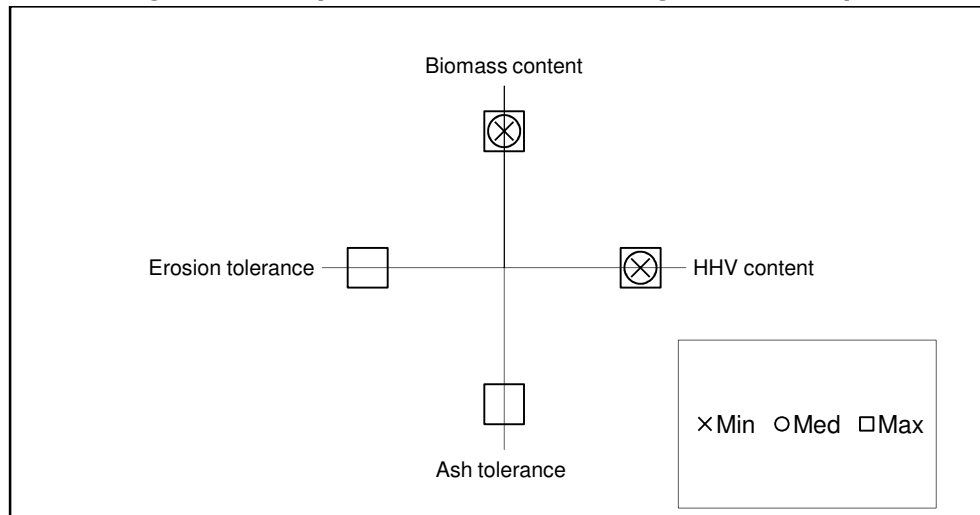 Biomass content
Erosion tolerance
HHV content
Ash tolerance
Min Med Max